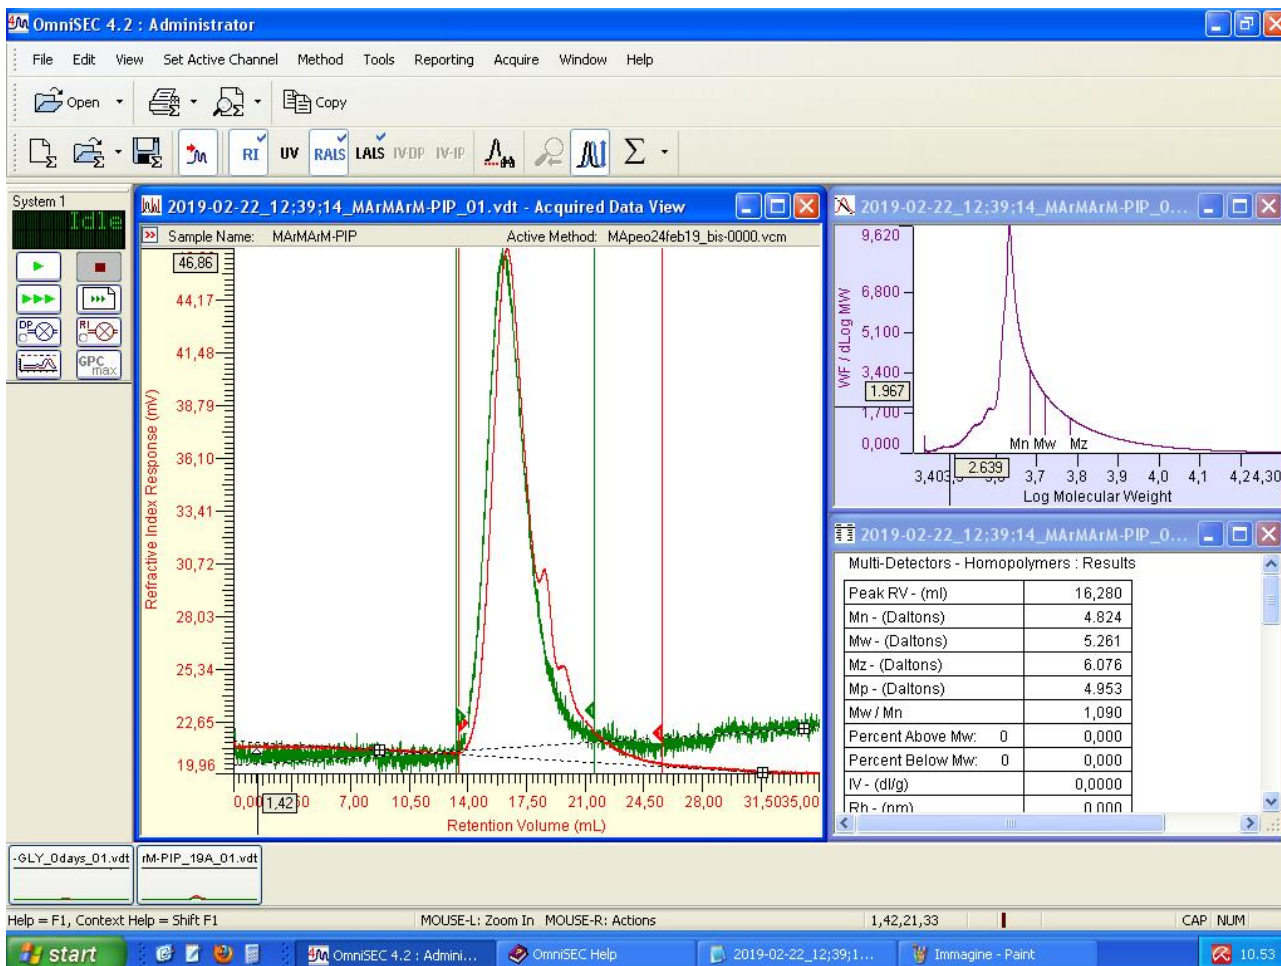 OmniSEC 4.2 : Administrator
File Edit View Set Active Channel Method Tools Reporting Acquire Window Help
Open Copy
RI UV RALS LALS IV-DP IV-IP
System 1
Idle
DP RI
GPC max
2019-02-22_12;39;14_MArMArM-PIP_01.vdt - Acquired Data View
Sample Name: MArMArM-PIP Active Method: MApeo24feb19_bis-0000.vcm
46,86
44,17
41,48
38,79
36,10
33,41
30,72
28,03
25,34
22,65
19,96
Refractive Index Response (mV)
0,00 1,42 7,00 10,50 14,00 17,50 21,00 24,50 28,00 31,50 35,00
Retention Volume (mL)
2019-02-22_12;39;14_MArMArM-PIP_0...
9,620
6,800
5,100
3,400
1.967
1,700
0,000
WF / dLog MW
Mn Mw Mz
2.639
3,40 3,7 3,8 3,9 4,0 4,1 4,2 4,30
Log Molecular Weight
2019-02-22_12;39;14_MArMArM-PIP_0...
Multi-Detectors - Homopolymers : Results
Peak RV - (ml) 16,280
Mn - (Daltons) 4.824
Mw - (Daltons) 5.261
Mz - (Daltons) 6.076
Mp - (Daltons) 4.953
Mw / Mn 1,090
Percent Above Mw: 0 0,000
Percent Below Mw: 0 0,000
IV - (dl/g) 0,0000
Rh - (nm) 0,000
-GLY_0days_01.vdt rM-PIP_19A_01.vdt
Help = F1, Context Help = Shift F1 MOUSE-L: Zoom In MOUSE-R: Actions 1,42,21,33 CAP NUM
start OmniSEC 4.2 : Admini... OmniSEC Help 2019-02-22_12;39;1... Immagine - Paint 10.53